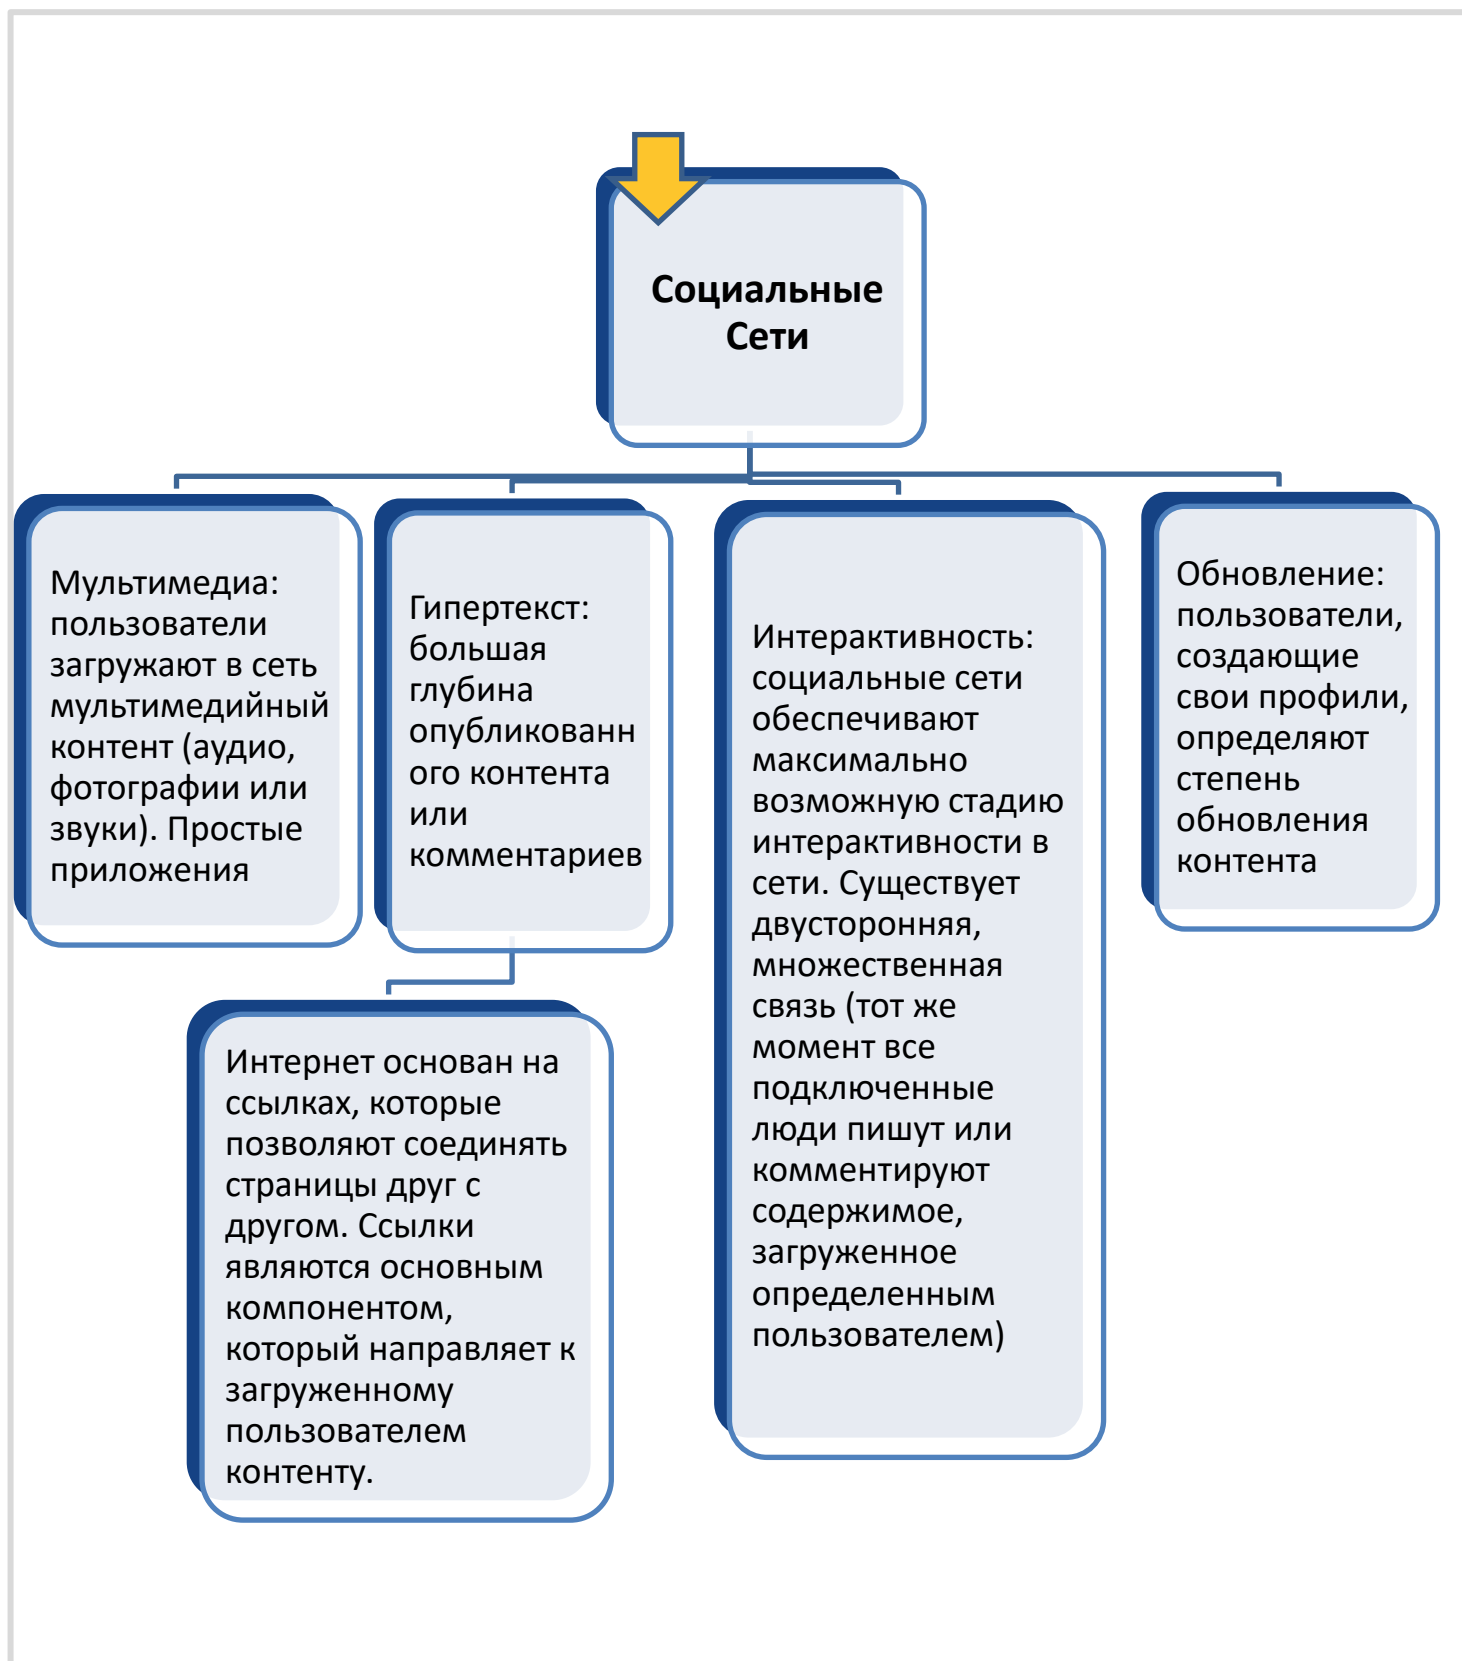 Социальные
Сети
Мультимедиа:
пользователи
загружают в сеть
мультимедийный
контент (аудио,
фотографии или
звуки). Простые
приложения
Гипертекст:
большая
глубина
опубликованн
ого контента
или
комментариев
Интерактивность:
социальные сети
обеспечивают
максимально
возможную стадию
интерактивности в
сети. Существует
двусторонняя,
множественная
связь (тот же
момент все
подключенные
люди пишут или
комментируют
содержимое,
загруженное
определенным
пользователем)
Обновление:
пользователи,
создающие
свои профили,
определяют
степень
обновления
контента
Интернет основан на
ссылках, которые
позволяют соединять
страницы друг с
другом. Ссылки
являются основным
компонентом,
который направляет к
загруженному
пользователем
контенту.